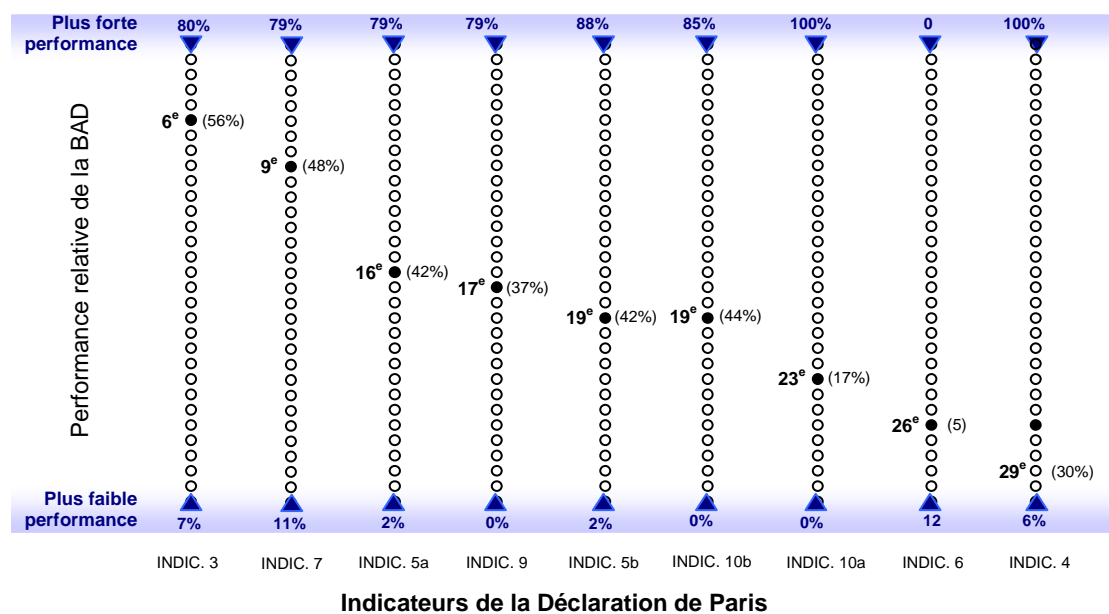 Plus forte
performance
80% 79% 79% 79% 88% 85% 100% 0 100%
Performance relative de la BAD
6e (56%)
9e (48%)
16e (42%)
17e (37%)
19e (42%)
19e (44%)
23e (17%)
26e (5)
29e (30%)
Plus faible
performance
7% 11% 2% 0% 2% 0% 0% 12 6%
INDIC. 3 INDIC. 7 INDIC. 5a INDIC. 9 INDIC. 5b INDIC. 10b INDIC. 10a INDIC. 6 INDIC. 4
Indicateurs de la Déclaration de Paris